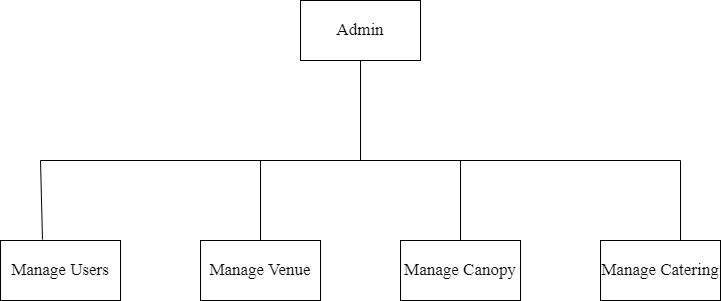 Admin
Manage Users
Manage Venue
Manage Canopy
Manage Catering